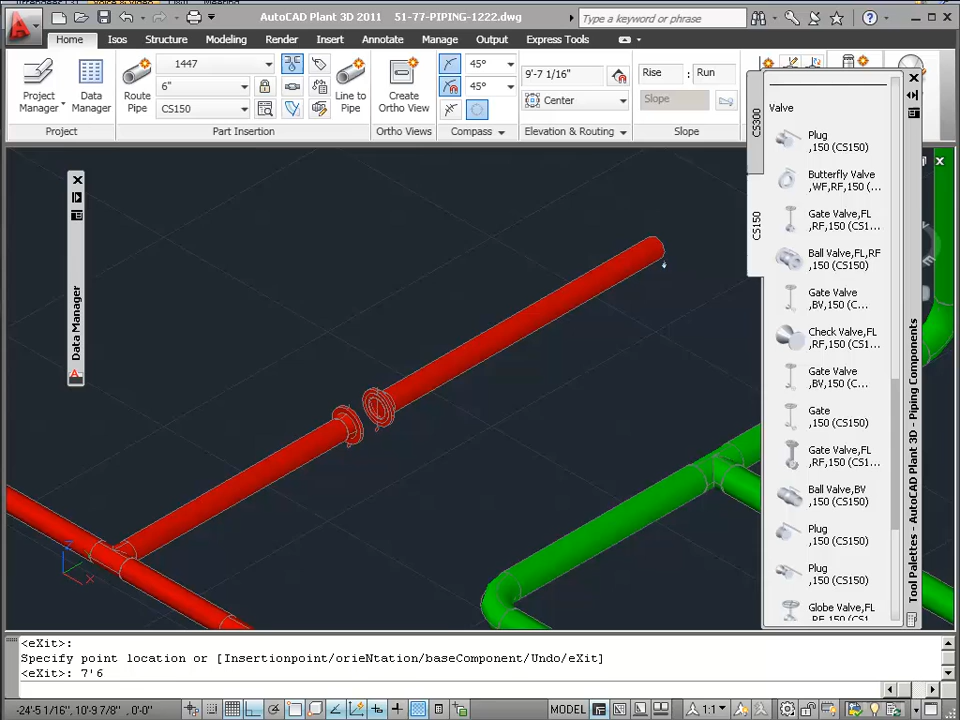 AutoCAD Plant 3D 2011 51-77-PIPING-1222.dwg
Type a keyword or phrase
Home Isos Structure Modeling Render Insert Annotate Manage Output Express Tools
Project Manager
Data Manager
Project
Route Pipe
1447
6"
CS150
Line to Pipe
Part Insertion
Create Ortho View
Ortho Views
45°
45°
Compass
9'-7 1/16"
Center
Elevation & Routing
Rise : Run
Slope
Slope
Data Manager
CS300
CS150
Valve
Plug
,150 (CS150)
Butterfly Valve
,WF,RF,150 (...
Gate Valve,FL
,RF,150 (CS1...
Ball Valve,FL,RF
,150 (CS150)
Gate Valve
,BV,150 (C...
Check Valve,FL
,RF,150 (CS1...
Gate Valve
,BV,150 (C...
Gate
,150 (CS150)
Gate Valve,FL
,RF,150 (CS1...
Ball Valve,BV
,150 (CS150)
Plug
,150 (CS150)
Plug
,150 (CS150)
Globe Valve,FL
Tool Palettes - AutoCAD Plant 3D - Piping Components
Z
X
<eXit>:
Specify point location or [Insertionpoint/orieNtation/baseComponent/Undo/eXit]
<eXit>: 7'6
-24'-5 1/16", 10'-9 7/8" ,0'-0"
MODEL
1:1